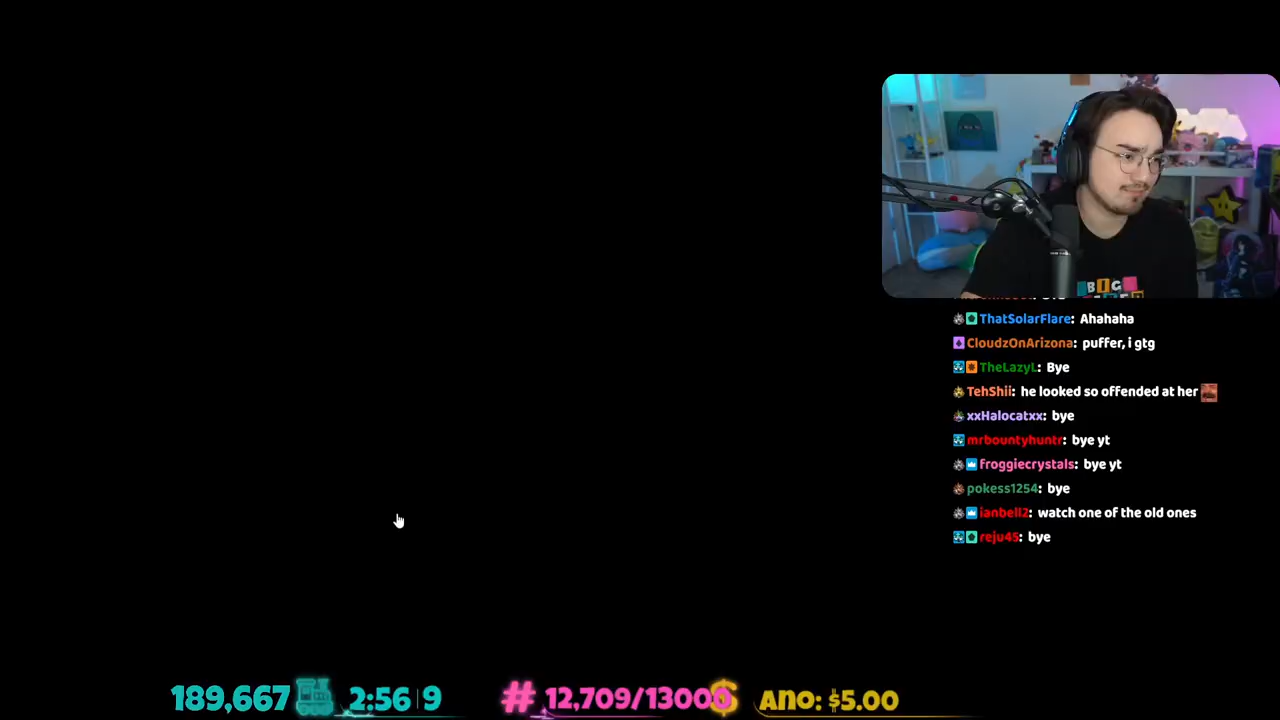 BIG
ThatSolarFlare: Ahahaha
CloudzOnArizona: puffer, i gtg
TheLazyL: Bye
TehShii: he looked so offended at her
xxHalocatxx: bye
mrbountyhuntr: bye yt
froggiecrystals: bye yt
pokess1254: bye
ianbell2: watch one of the old ones
reju45: bye
189,667 2:56 | 9 # 12,709/13000 $ Ano: $5.00